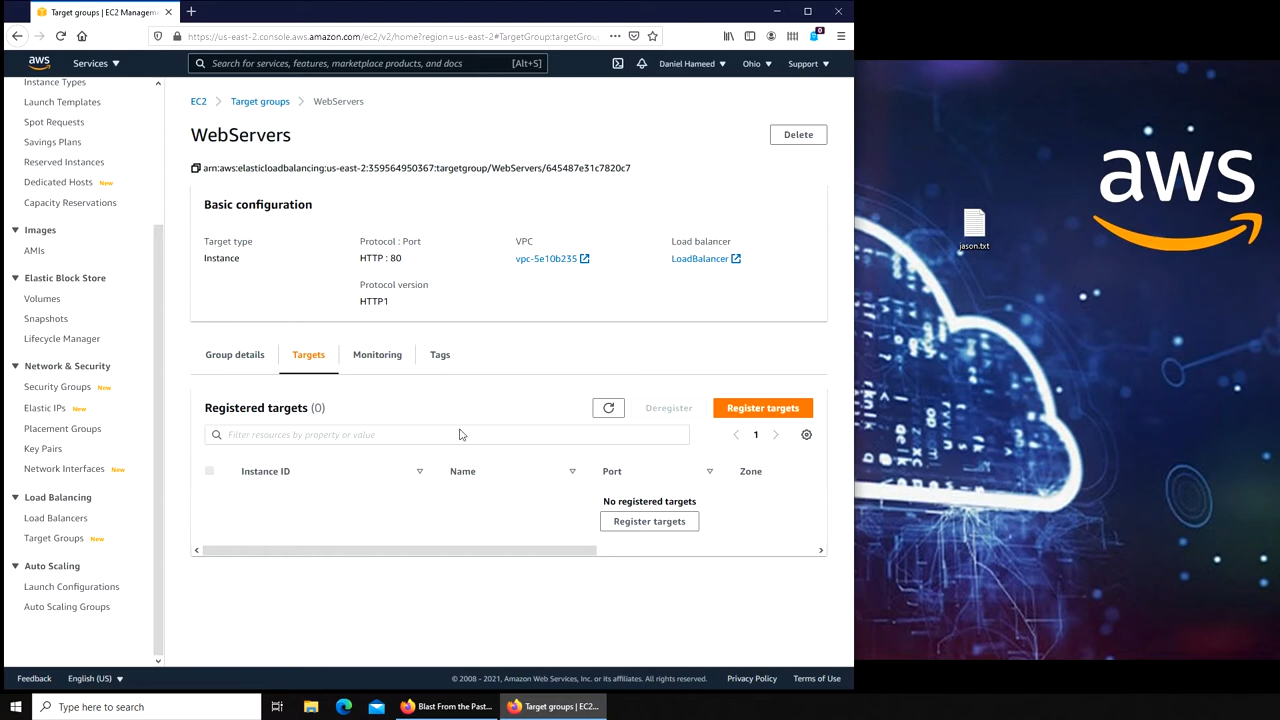 Target groups | EC2 Managem
https://us-east-2.console.aws.amazon.com/ec2/v2/home?region=us-east-2#TargetGroup:targetGrou
0
aws
Services
Search for services, features, marketplace products, and docs
[Alt+S]
Daniel Hameed
Ohio
Support
Instance Types
Launch Templates
Spot Requests
Savings Plans
Reserved Instances
Dedicated Hosts New
Capacity Reservations
Images
AMIs
Elastic Block Store
Volumes
Snapshots
Lifecycle Manager
Network & Security
Security Groups New
Elastic IPs New
Placement Groups
Key Pairs
Network Interfaces New
Load Balancing
Load Balancers
Target Groups New
Auto Scaling
Launch Configurations
Auto Scaling Groups
EC2 > Target groups > WebServers
WebServers
Delete
arn:aws:elasticloadbalancing:us-east-2:359564950367:targetgroup/WebServers/645487e31c7820c7
Basic configuration
Target type
Instance
Protocol : Port
HTTP : 80
Protocol version
HTTP1
VPC
vpc-5e10b235
Load balancer
LoadBalancer
Group details
Targets
Monitoring
Tags
Registered targets (0)
Deregister
Register targets
Filter resources by property or value
1
Instance ID
Name
Port
Zone
No registered targets
Register targets
Feedback
English (US)
© 2008 - 2021, Amazon Web Services, Inc. or its affiliates. All rights reserved.
Privacy Policy
Terms of Use
aws
jason.txt
Type here to search
Blast From the Past...
Target groups | EC2...